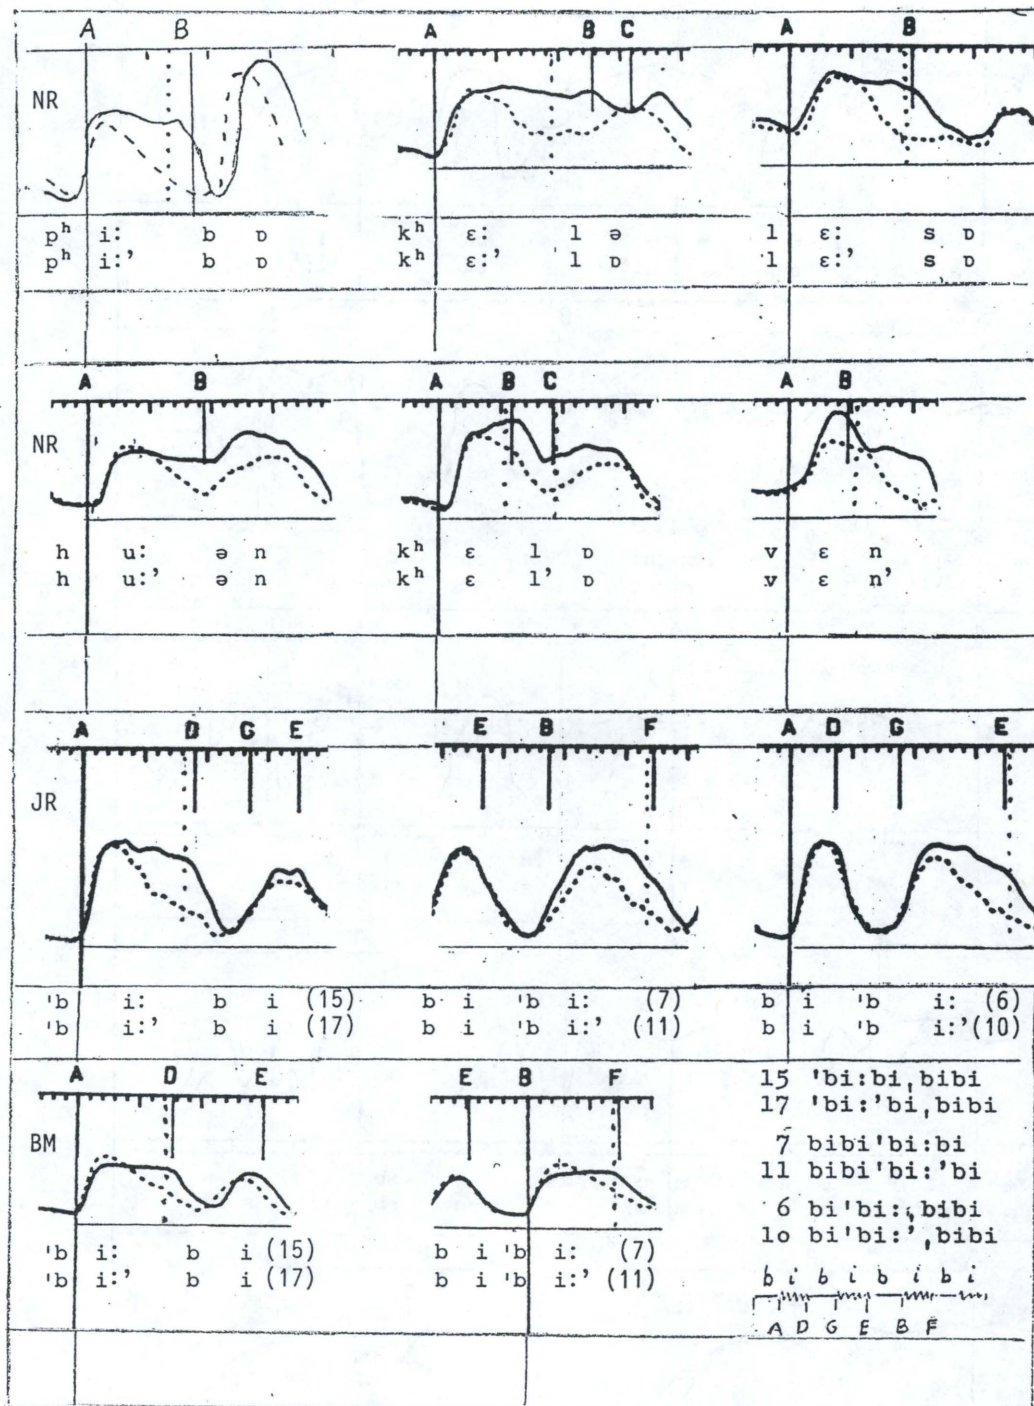 A B
A B C
A B
NR
pʰ i: b ɒ
pʰ i:' b ɒ
kʰ ɛ: l ə
kʰ ɛ:' l ɒ
l ɛ: s ɒ
l ɛ:' s ɒ
A B
A B C
A B
NR
h u: ə n
h u:' ə n
kʰ ɛ l ɒ
kʰ ɛ l' ɒ
v ɛ n
v ɛ n'
A D G E
E B F
A D G E
JR
'b i: b i (15)
'b i:' b i (17)
b i 'b i: (7)
b i 'b i:' (11)
b i 'b i: (6)
b i 'b i:' (10)
A D E
E B F
BM
'b i: b i (15)
'b i:' b i (17)
b i 'b i: (7)
b i 'b i:' (11)
15 'bi:bi,bibi
17 'bi:'bi,bibi
7 bibi'bi:bi
11 bibi'bi:'bi
6 bi'bi:,bibi
10 bi'bi:',bibi
b i b i b i b i
A D G E B F